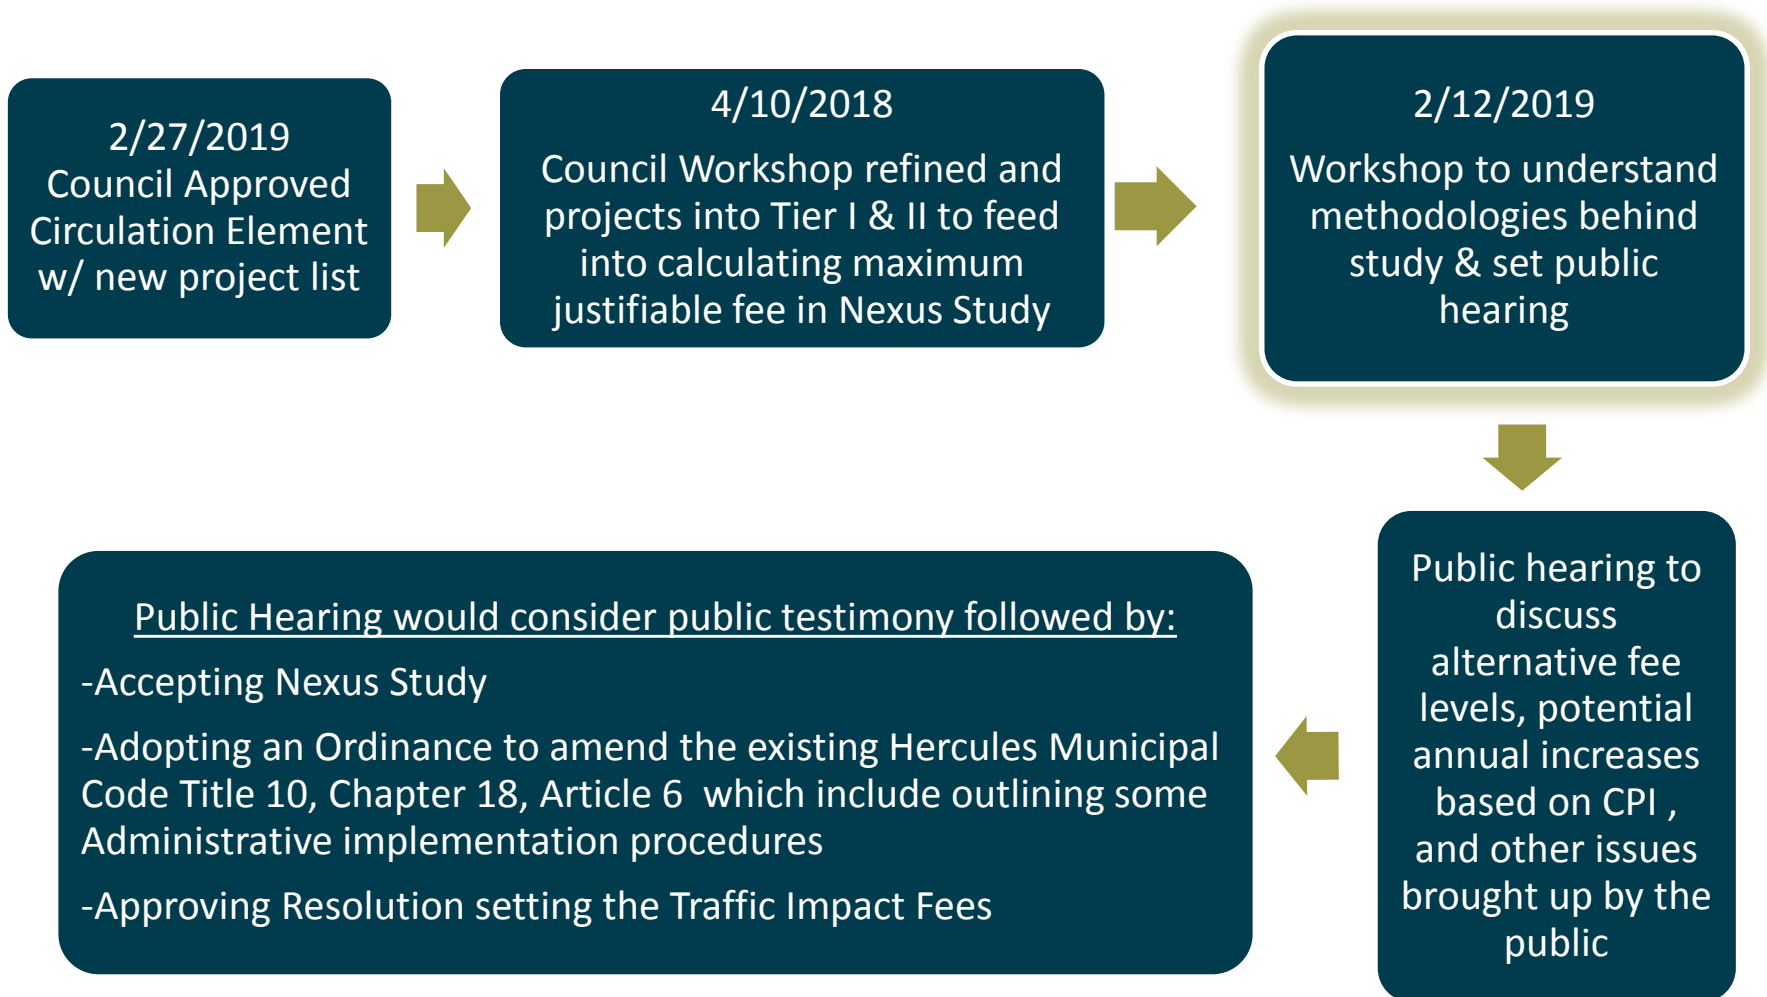 2/27/2019
Council Approved
Circulation Element
w/ new project list
4/10/2018
Council Workshop refined and
projects into Tier I & II to feed
into calculating maximum
justifiable fee in Nexus Study
2/12/2019
Workshop to understand
methodologies behind
study & set public
hearing
Public hearing to
discuss
alternative fee
levels, potential
annual increases
based on CPI ,
and other issues
brought up by the
public
Public Hearing would consider public testimony followed by:
-Accepting Nexus Study
-Adopting an Ordinance to amend the existing Hercules Municipal
Code Title 10, Chapter 18, Article 6  which include outlining some
Administrative implementation procedures
-Approving Resolution setting the Traffic Impact Fees